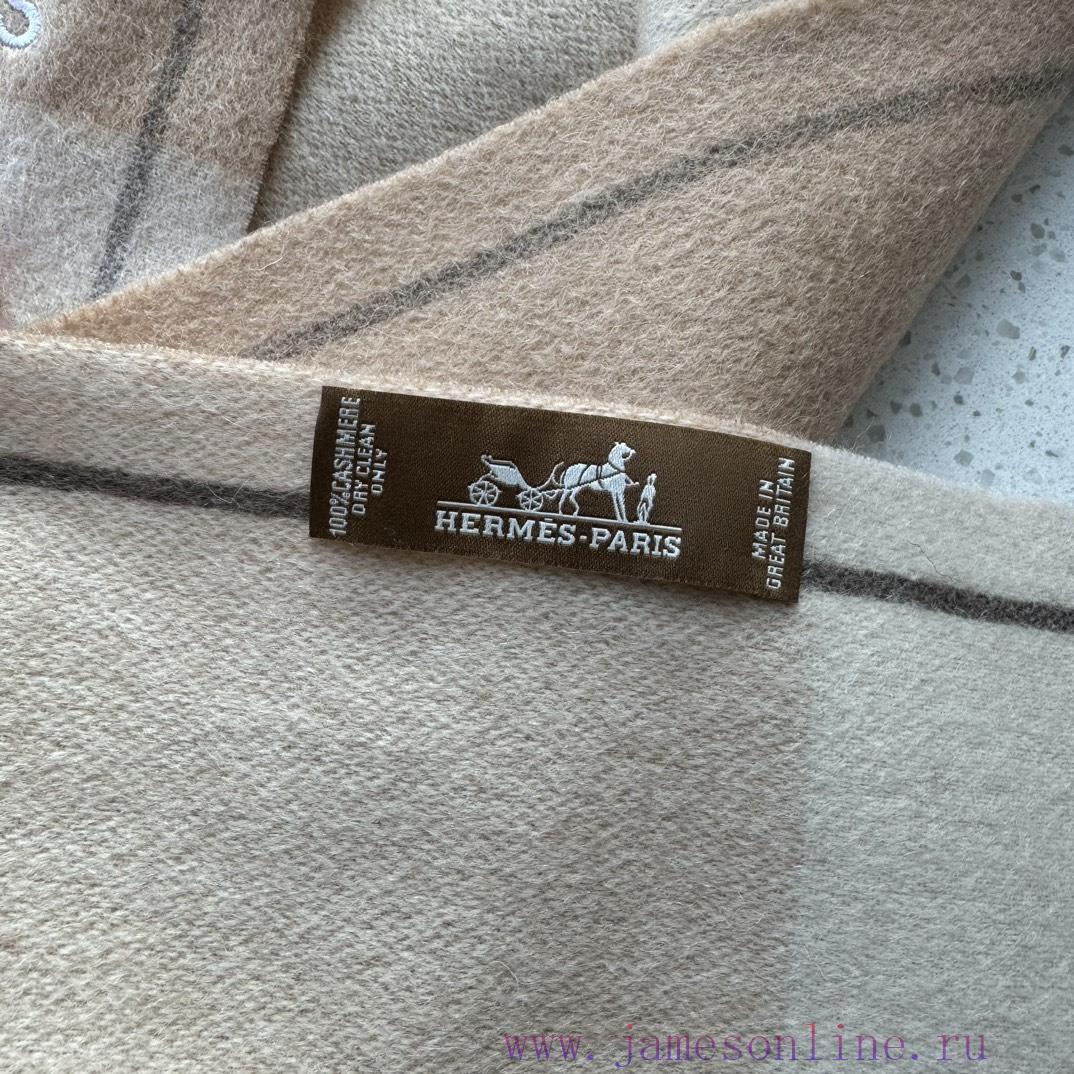 100%CASHMERE
DRY CLEAN
ONLY
HERMÈS-PARIS
MADE IN
GREAT BRITAIN
www.jamesonline.ru